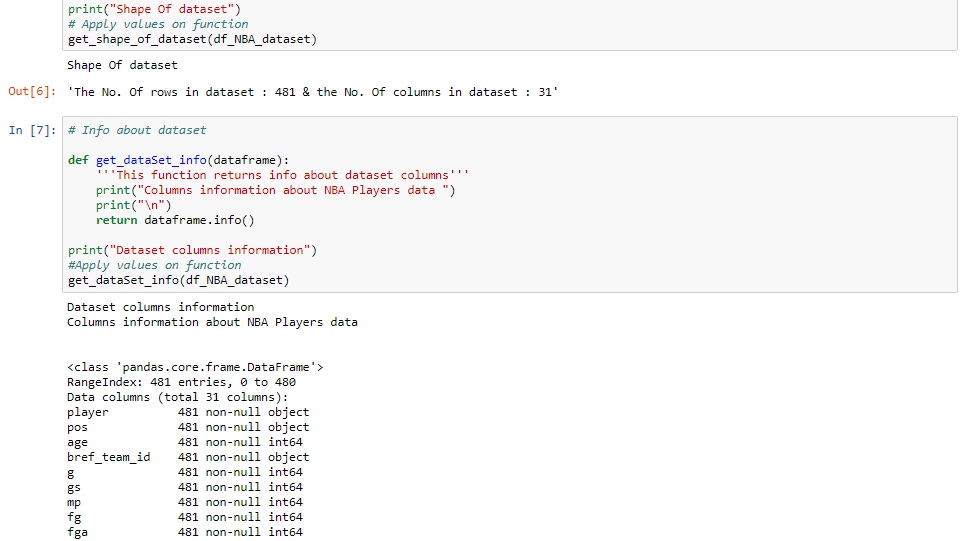 print("Shape Of dataset")
# Apply values on function
get_shape_of_dataset(df_NBA_dataset)
Shape Of dataset
Out[6]: 'The No. Of rows in dataset : 481 & the No. Of columns in dataset : 31'
In [7]: # Info about dataset
def get_dataSet_info(dataframe):
'''This function returns info about dataset columns'''
print("Columns information about NBA Players data ")
print("\n")
return dataframe.info()
print("Dataset columns information")
#Apply values on function
get_dataSet_info(df_NBA_dataset)
Dataset columns information
Columns information about NBA Players data
<class 'pandas.core.frame.DataFrame'>
RangeIndex: 481 entries, 0 to 480
Data columns (total 31 columns):
player 481 non-null object
pos 481 non-null object
age 481 non-null int64
bref_team_id 481 non-null object
g 481 non-null int64
gs 481 non-null int64
mp 481 non-null int64
fg 481 non-null int64
fga 481 non-null int64